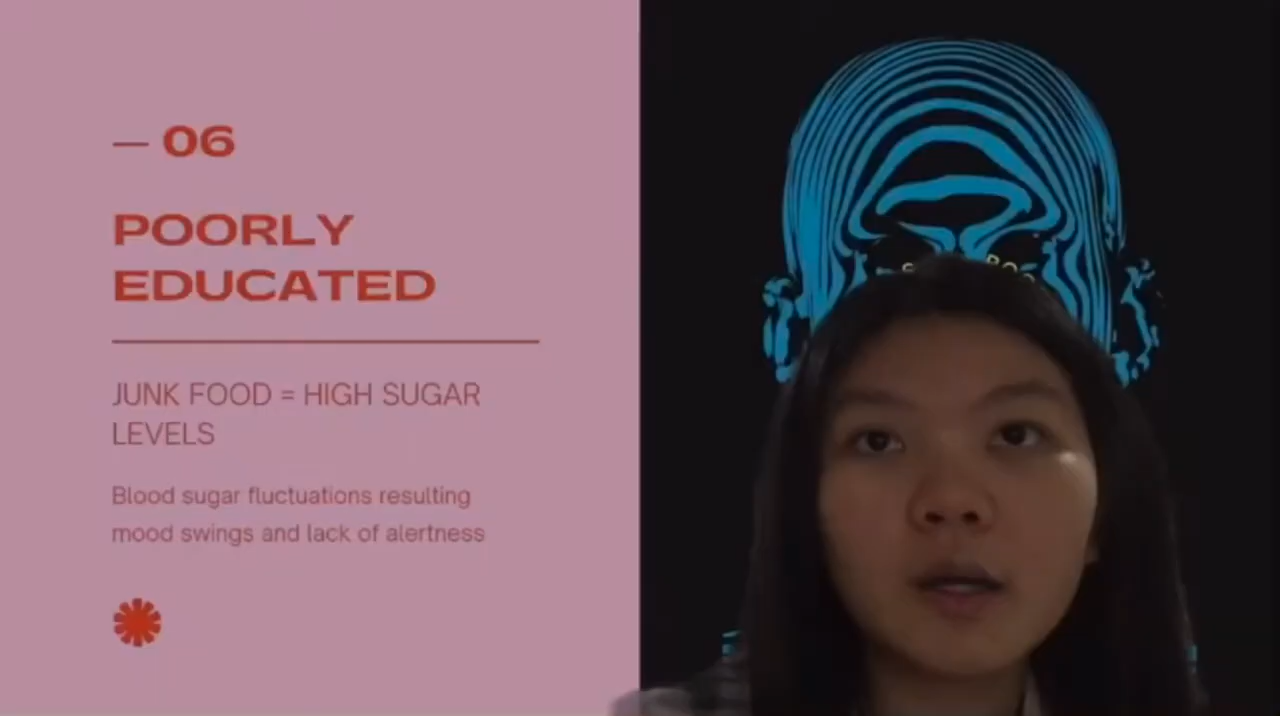 — 06
POORLY
EDUCATED
JUNK FOOD = HIGH SUGAR
LEVELS
Blood sugar fluctuations resulting
mood swings and lack of alertness